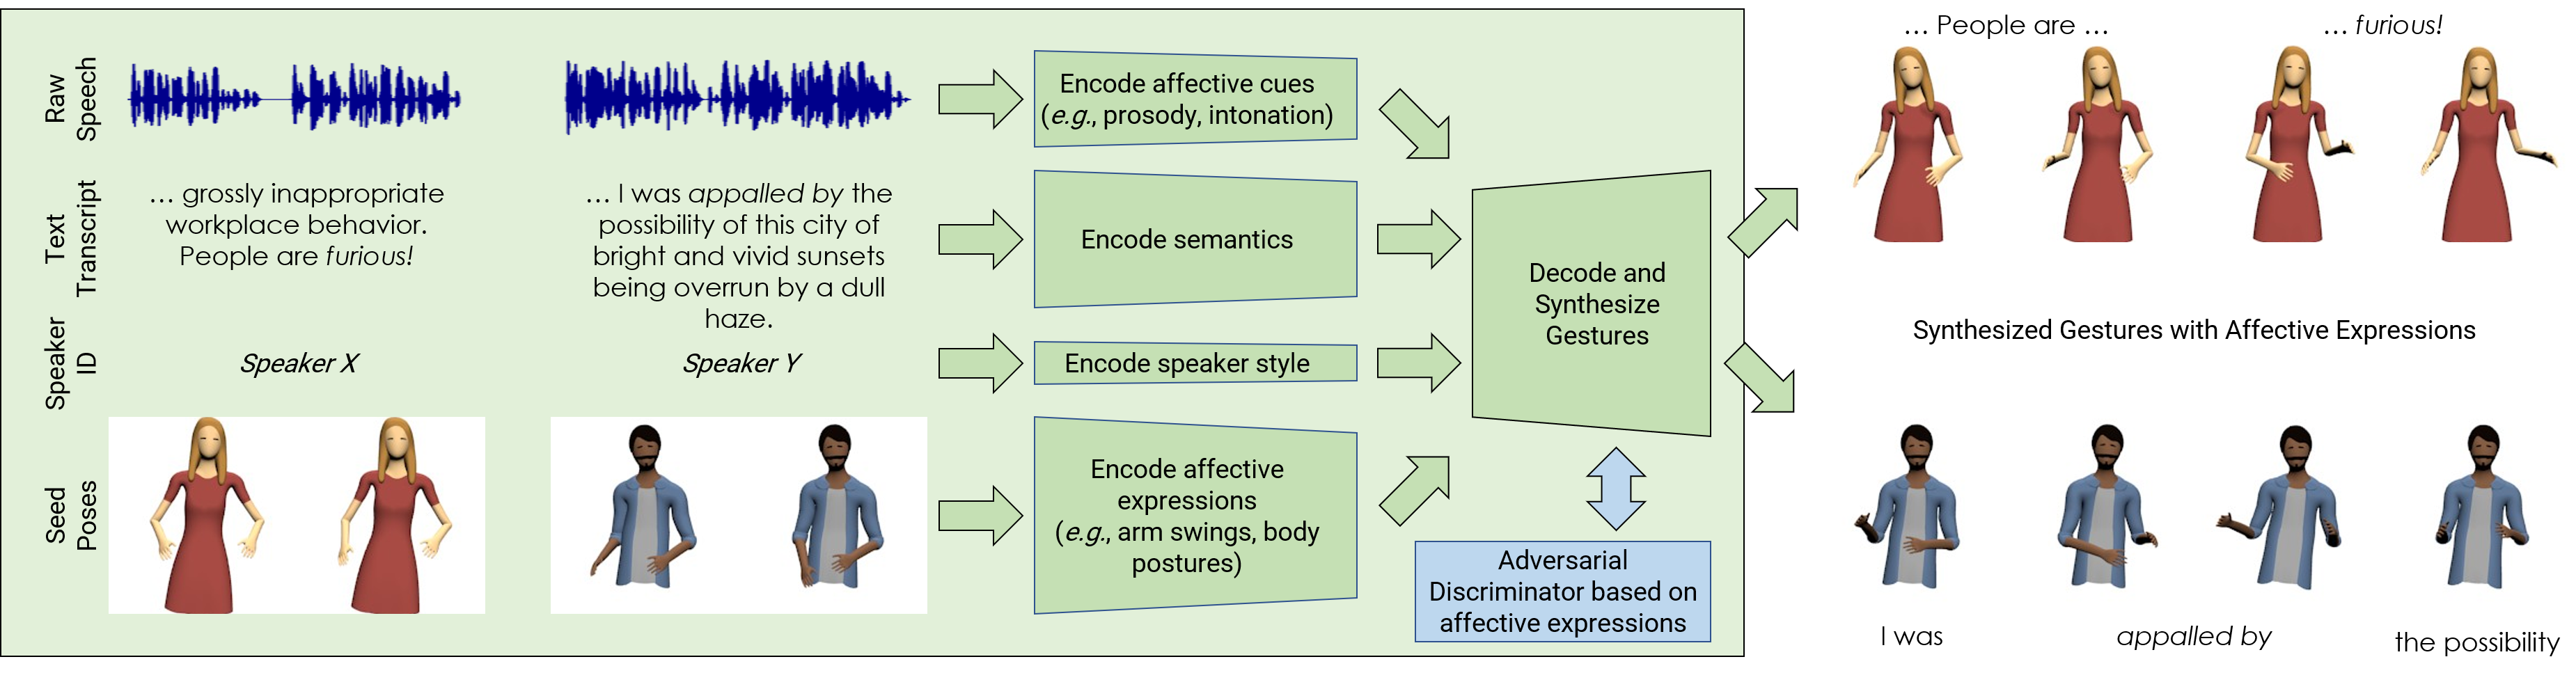 Raw
Speech
Text
Transcript
Speaker
ID
Seed
Poses
… grossly inappropriate
workplace behavior.
People are furious!
Speaker X
… I was appalled by the
possibility of this city of
bright and vivid sunsets
being overrun by a dull
haze.
Speaker Y
Encode affective cues
(e.g., prosody, intonation)
Encode semantics
Encode speaker style
Encode affective
expressions
(e.g., arm swings, body
postures)
Decode and
Synthesize
Gestures
Adversarial
Discriminator based on
affective expressions
… People are …
… furious!
Synthesized Gestures with Affective Expressions
I was
appalled by
the possibility